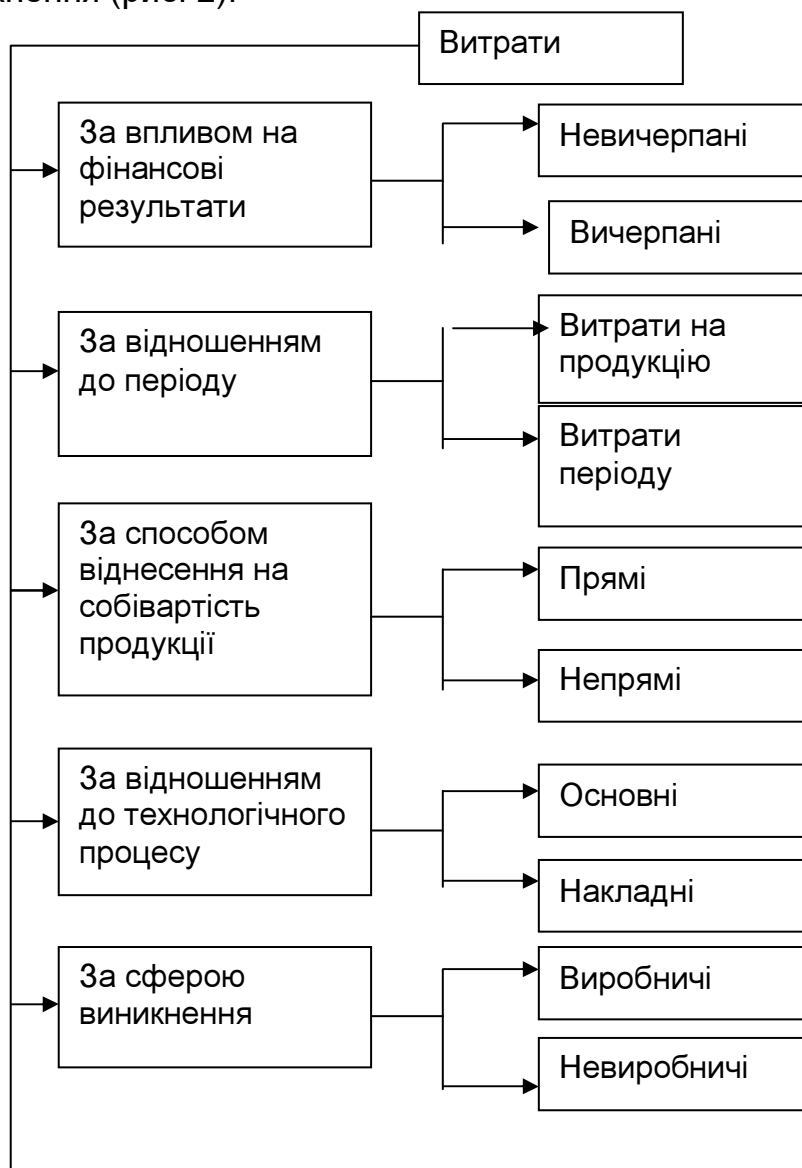 (рис. 2).
Витрати
За впливом на
фінансові
результати
Невичерпані
Вичерпані
За відношенням
до періоду
Витрати на
продукцію
Витрати
періоду
За способом
віднесення на
собівартість
продукції
Прямі
Непрямі
За відношенням
до технологічного
процесу
Основні
Накладні
За сферою
виникнення
Виробничі
Невиробничі